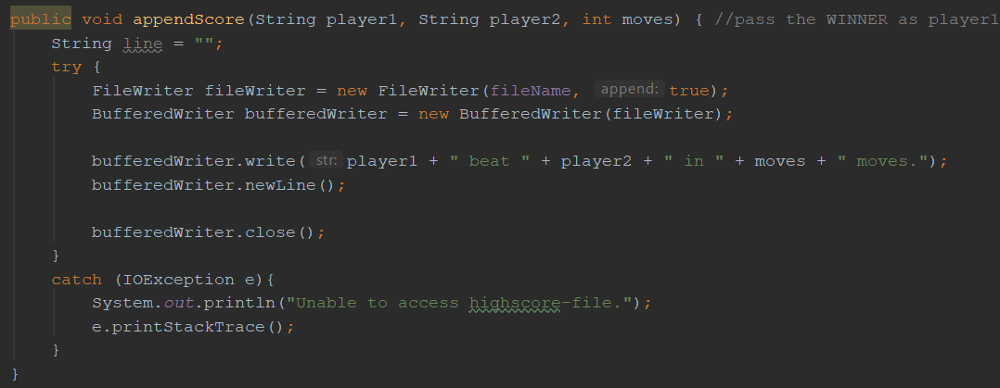 public void appendScore(String player1, String player2, int moves) { //pass the WINNER as player1
    String line = "";
    try {
        FileWriter fileWriter = new FileWriter(fileName, append: true);
        BufferedWriter bufferedWriter = new BufferedWriter(fileWriter);

        bufferedWriter.write( str: player1 + " beat " + player2 + " in " + moves + " moves.");
        bufferedWriter.newLine();

        bufferedWriter.close();
    }
    catch (IOException e){
        System.out.println("Unable to access highscore-file.");
        e.printStackTrace();
    }
}